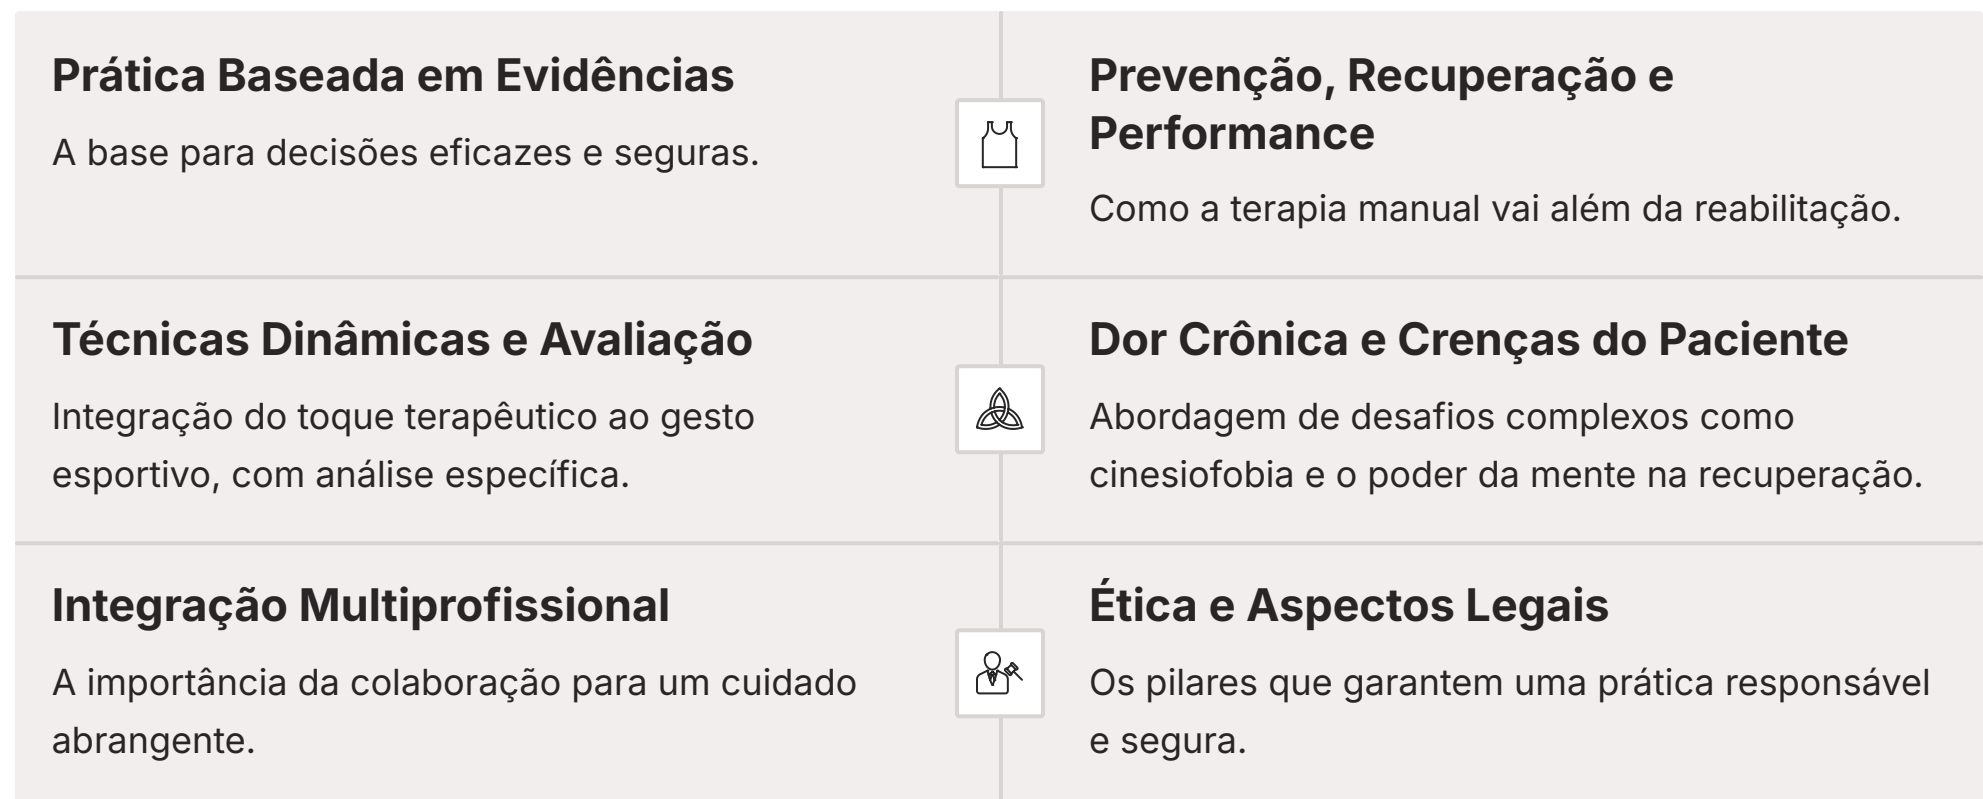 Prática Baseada em Evidências
A base para decisões eficazes e seguras.
Prevenção, Recuperação e
Performance
Como a terapia manual vai além da reabilitação.
Técnicas Dinâmicas e Avaliação
Integração do toque terapêutico ao gesto
esportivo, com análise específica.
Dor Crônica e Crenças do Paciente
Abordagem de desafios complexos como
cinesiofobia e o poder da mente na recuperação.
Integração Multiprofissional
A importância da colaboração para um cuidado
abrangente.
Ética e Aspectos Legais
Os pilares que garantem uma prática responsável
e segura.